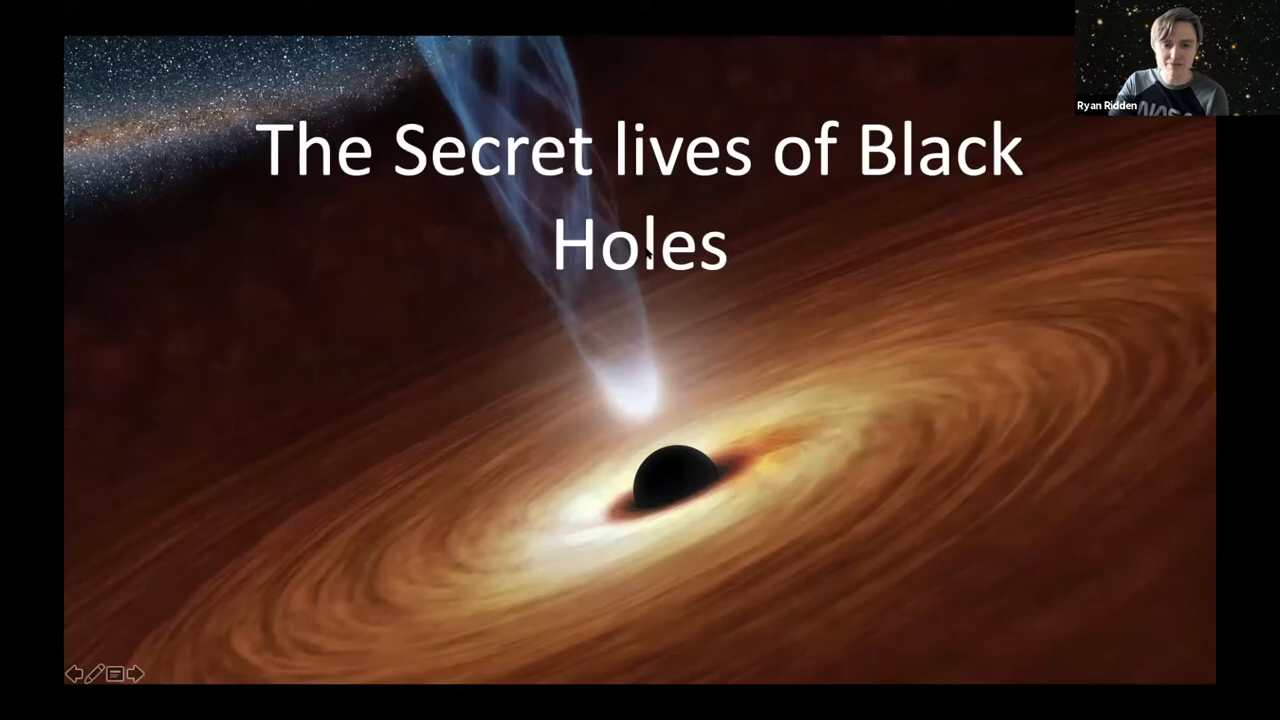 The Secret lives of Black
Holes
Ryan Ridden